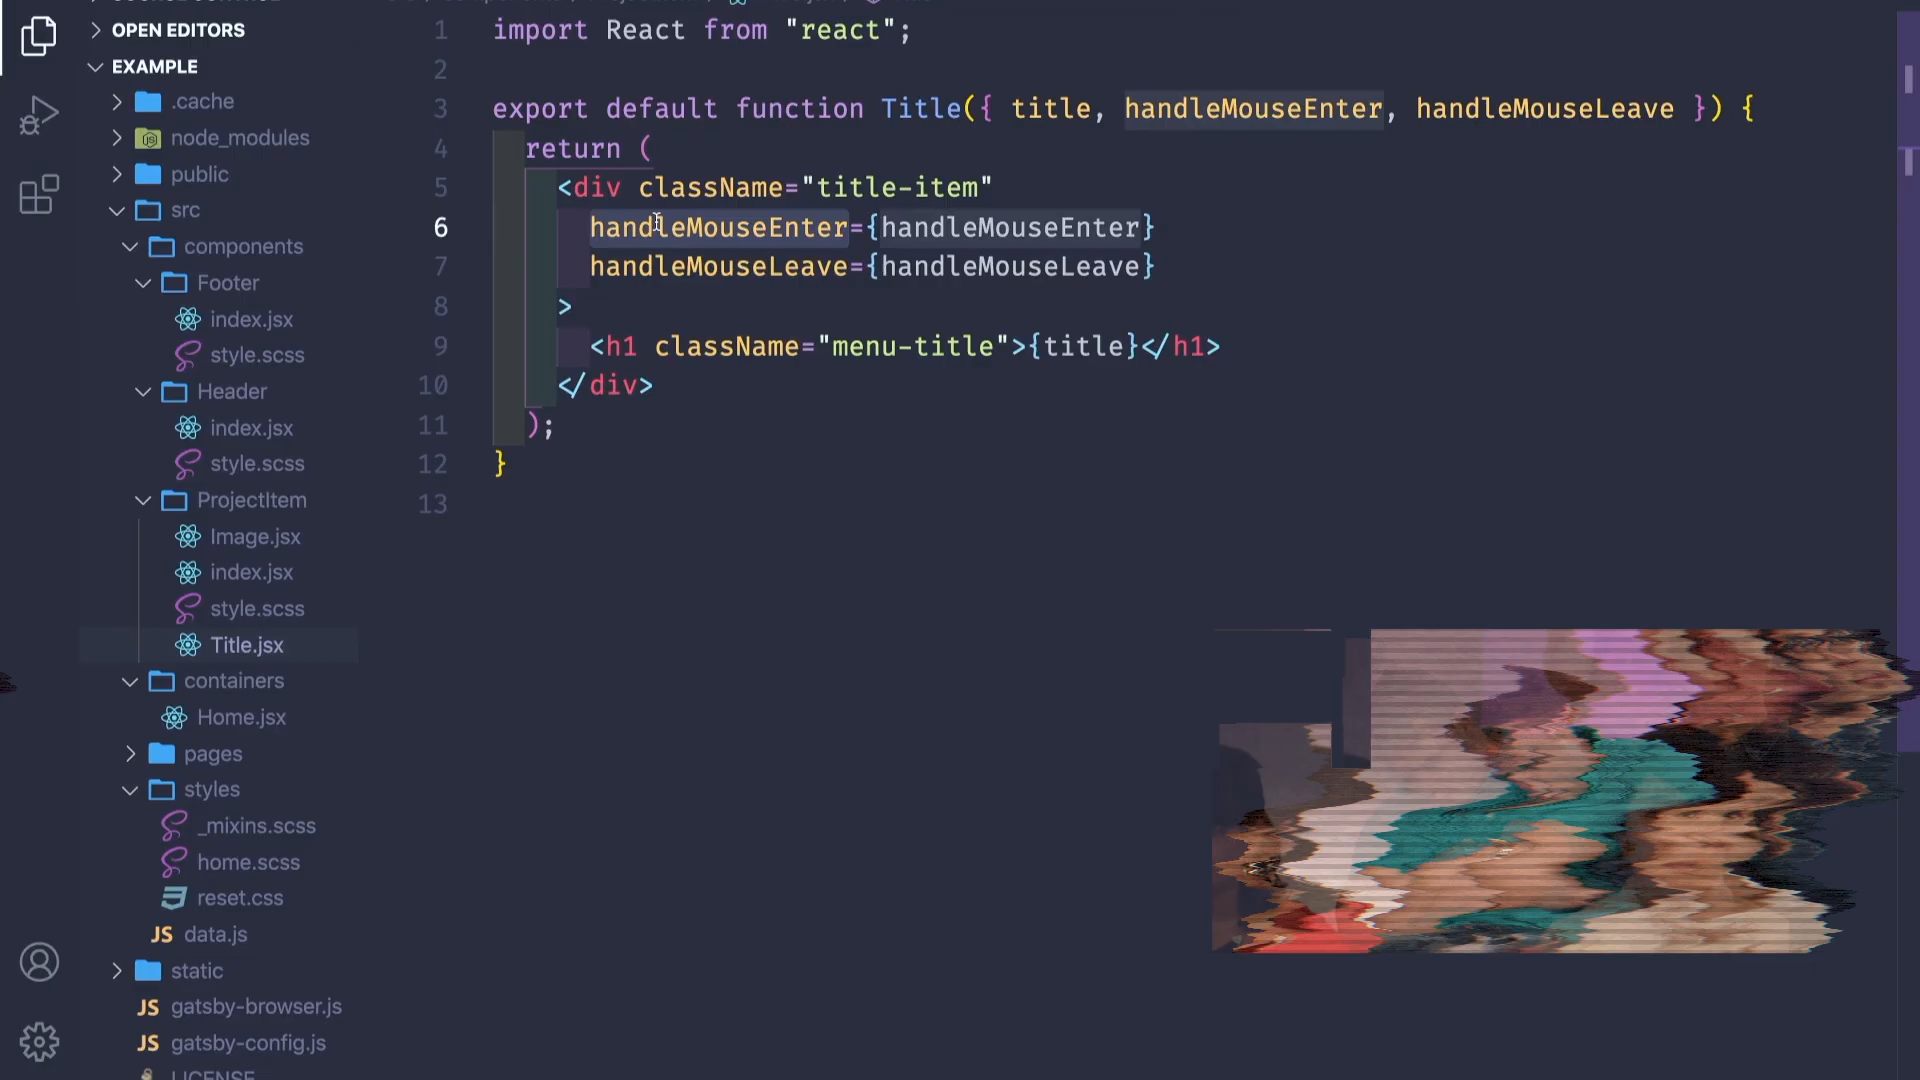 OPEN EDITORS
EXAMPLE
.cache
node_modules
public
src
components
Footer
index.jsx
style.scss
Header
index.jsx
style.scss
ProjectItem
Image.jsx
index.jsx
style.scss
Title.jsx
containers
Home.jsx
pages
styles
_mixins.scss
home.scss
reset.css
JS data.js
static
JS gatsby-browser.js
JS gatsby-config.js
LICENSE
1 import React from "react";
2
3 export default function Title({ title, handleMouseEnter, handleMouseLeave }) {
4 return (
5 <div className="title-item"
6 handleMouseEnter={handleMouseEnter}
7 handleMouseLeave={handleMouseLeave}
8 >
9 <h1 className="menu-title">{title}</h1>
10 </div>
11 );
12 }
13